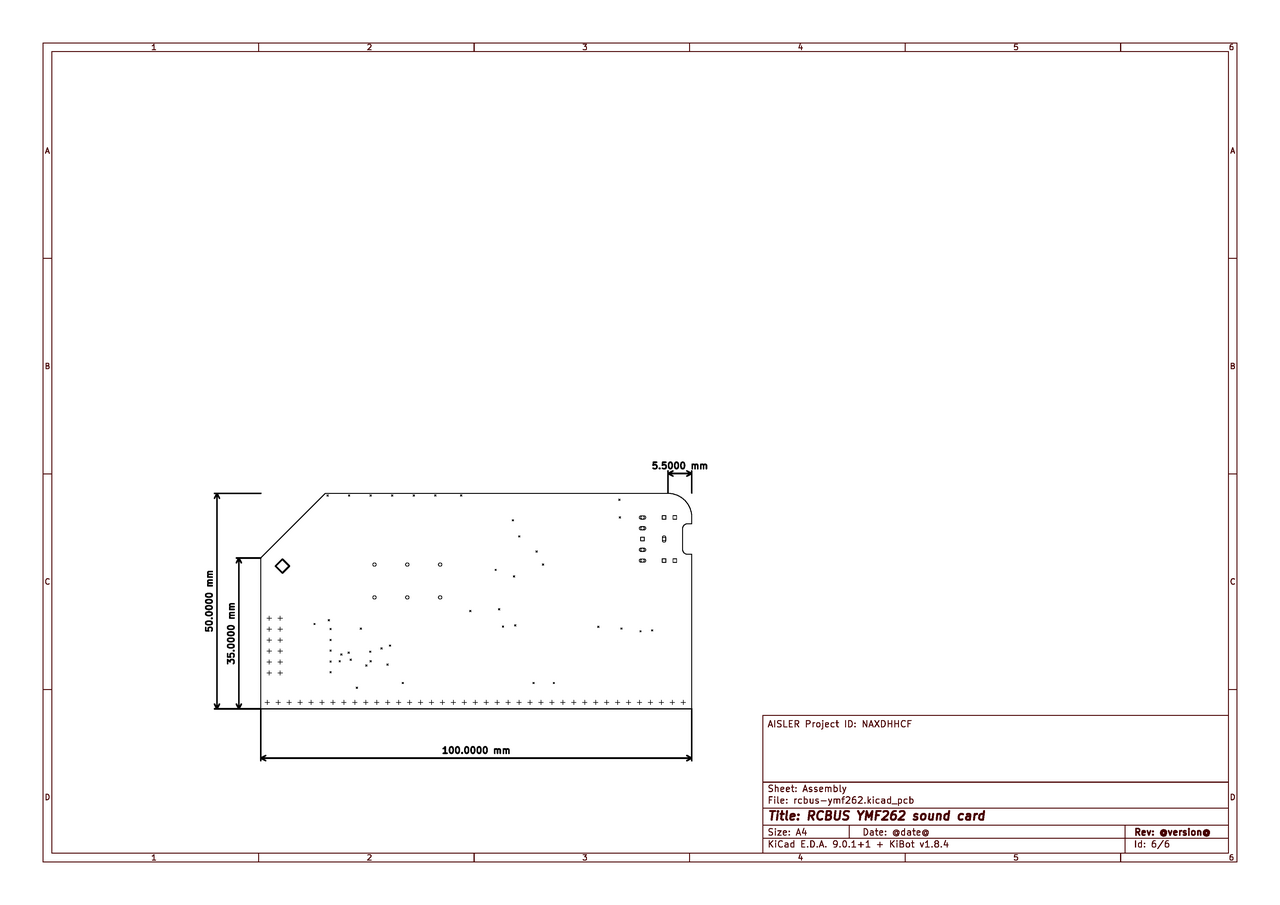 1 2 3 4 5 6
A A
B B
5.5000 mm
C C
50.0000 mm
35.0000 mm
100.0000 mm
AISLER Project ID: NAXDHHCF
Sheet: Assembly
File: rcbus-ymf262.kicad_pcb
D D
Title: RCBUS YMF262 sound card
Size: A4 Date: @date@ Rev: @version@
KiCad E.D.A. 9.0.1+1 + KiBot v1.8.4 Id: 6/6
1 2 3 4 5 6